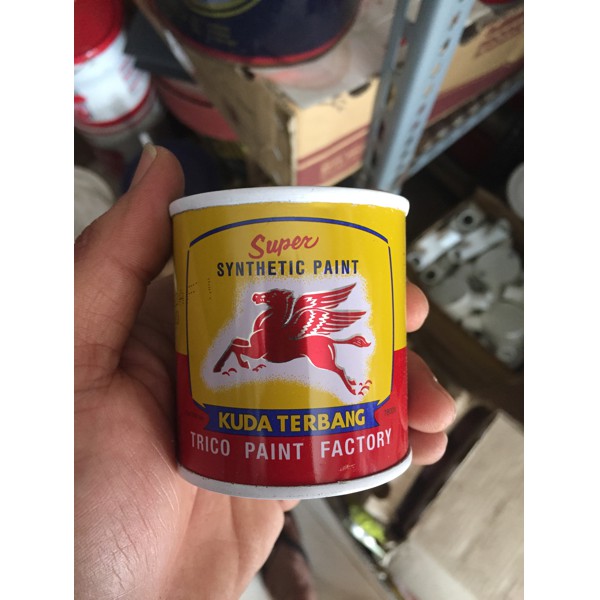 Super
SYNTHETIC PAINT
KUDA TERBANG
TRICO PAINT FACTORY